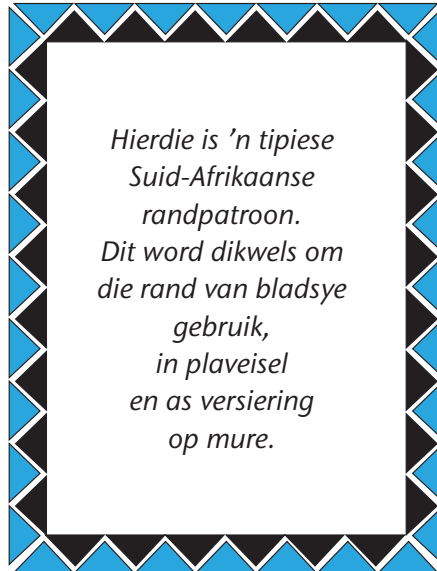 Hierdie is ’n tipiese
Suid-Afrikaanse
randpatroon.
Dit word dikwels om
die rand van bladsye
gebruik,
in plaveisel
en as versiering
op mure.